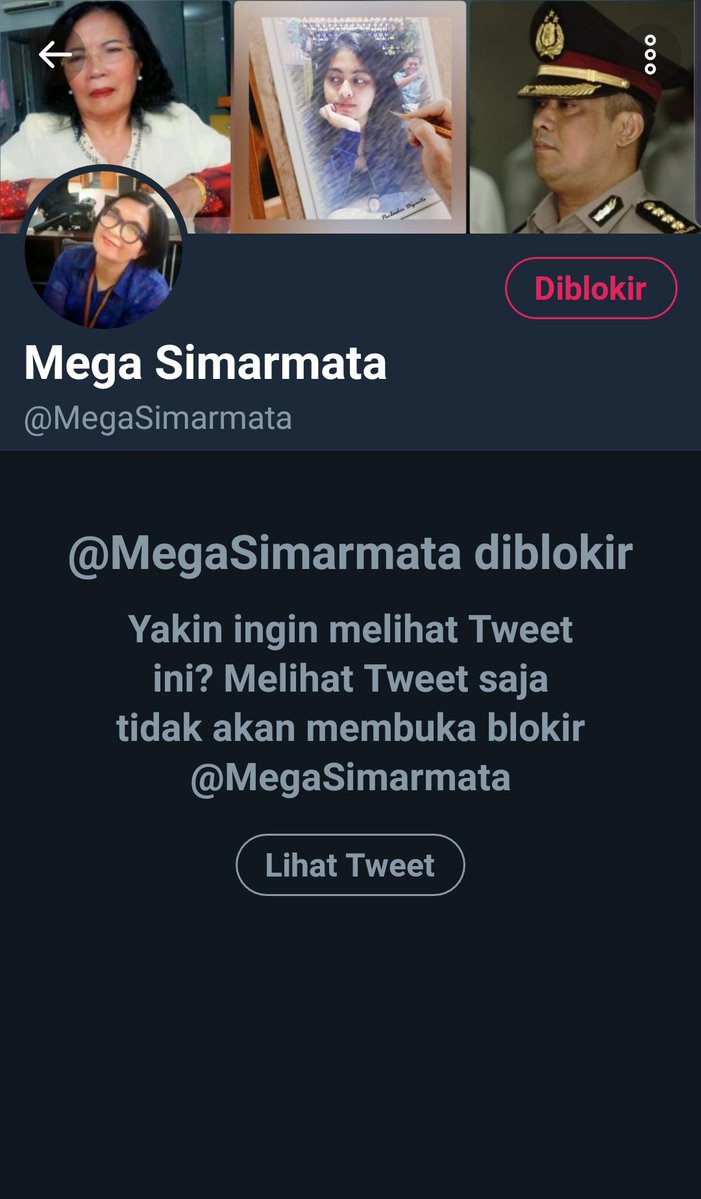 Diblokir
Mega Simarmata
@MegaSimarmata
@MegaSimarmata diblokir
Yakin ingin melihat Tweet
ini? Melihat Tweet saja
tidak akan membuka blokir
@MegaSimarmata
Lihat Tweet